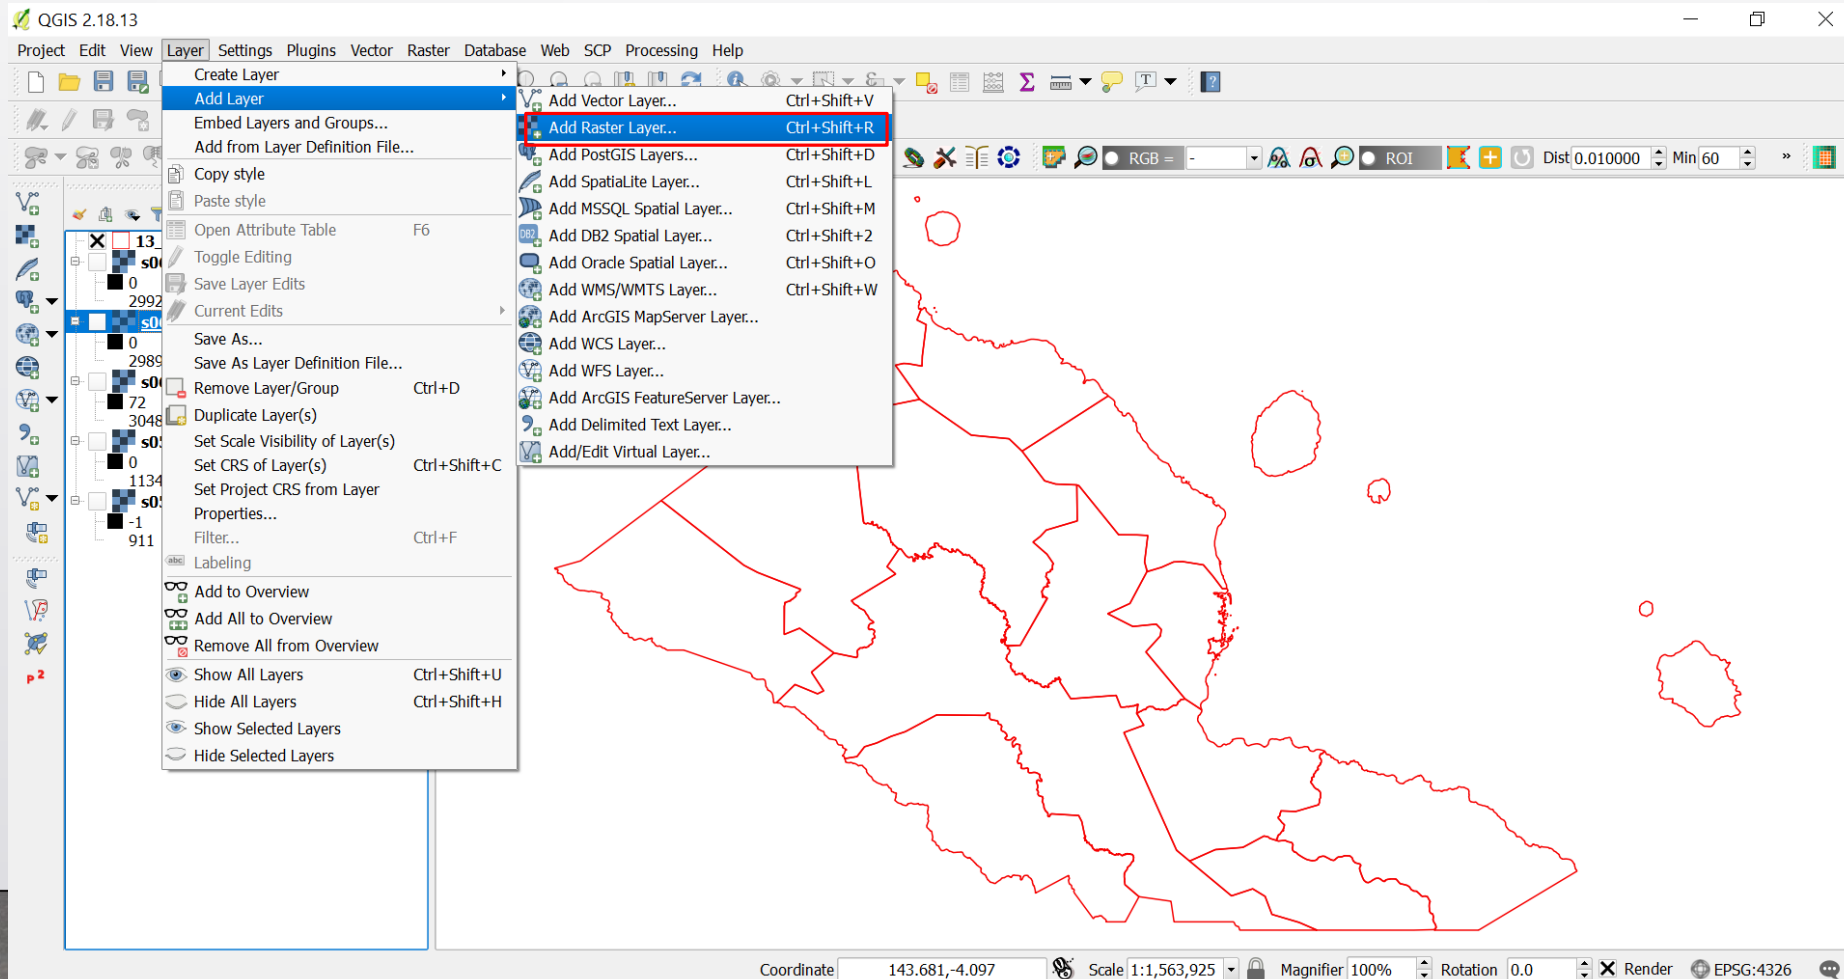 QGIS 2.18.13
Project Edit View Layer Settings Plugins Vector Raster Database Web SCP Processing Help
Create Layer
Add Layer
Embed Layers and Groups...
Add from Layer Definition File...
Copy style
Paste style
Open Attribute Table F6
Toggle Editing
Save Layer Edits
Current Edits
Save As...
Save As Layer Definition File...
Remove Layer/Group Ctrl+D
Duplicate Layer(s)
Set Scale Visibility of Layer(s)
Set CRS of Layer(s) Ctrl+Shift+C
Set Project CRS from Layer
Properties...
Filter... Ctrl+F
abc Labeling
Add to Overview
Add All to Overview
Remove All from Overview
Show All Layers Ctrl+Shift+U
Hide All Layers Ctrl+Shift+H
Show Selected Layers
Hide Selected Layers
Add Vector Layer... Ctrl+Shift+V
Add Raster Layer... Ctrl+Shift+R
Add PostGIS Layers... Ctrl+Shift+D
Add SpatiaLite Layer... Ctrl+Shift+L
Add MSSQL Spatial Layer... Ctrl+Shift+M
DB2 Add DB2 Spatial Layer... Ctrl+Shift+2
Add Oracle Spatial Layer... Ctrl+Shift+O
Add WMS/WMTS Layer... Ctrl+Shift+W
Add ArcGIS MapServer Layer...
Add WCS Layer...
Add WFS Layer...
Add ArcGIS FeatureServer Layer...
Add Delimited Text Layer...
Add/Edit Virtual Layer...
RGB = - ROI Dist 0.010000 Min 60 »
13_
0
2992
0
2989
72
3048
0
1134
-1
911
P 2
Coordinate 143.681,-4.097 Scale 1:1,563,925 Magnifier 100% Rotation 0.0 Render EPSG:4326